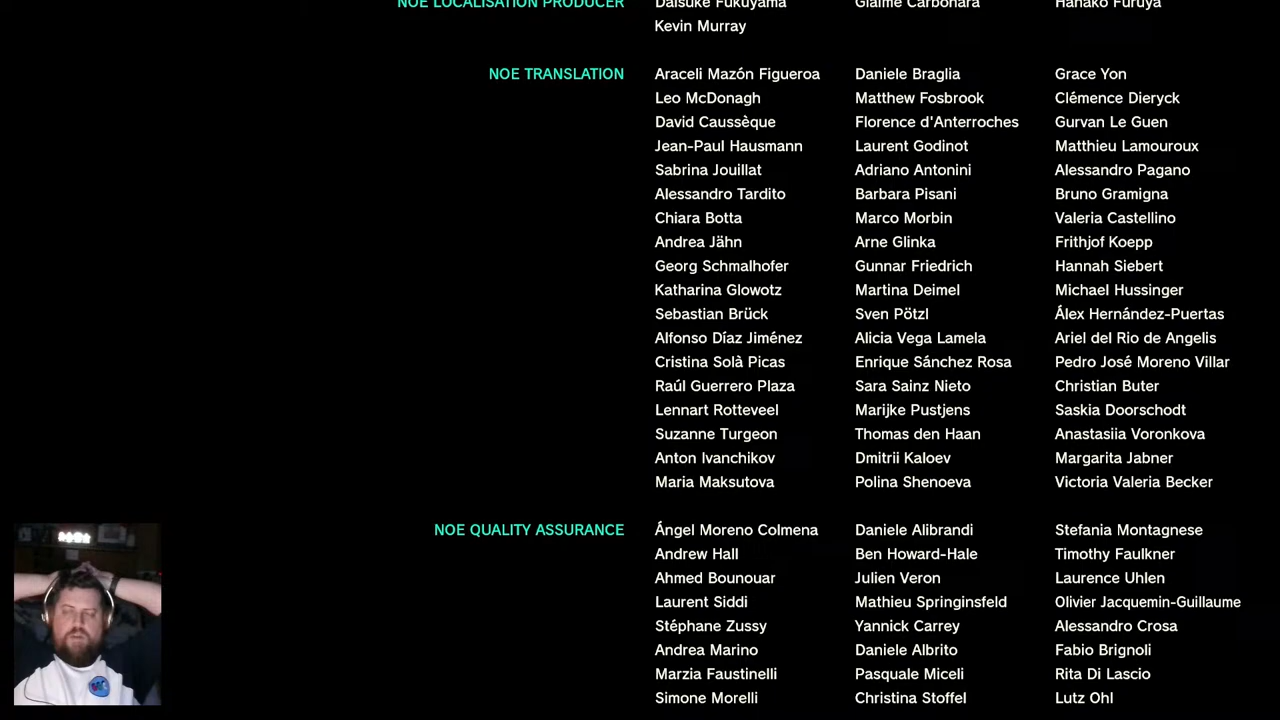 NOE LOCALISATION PRODUCER Daisuke Fukuyama Giaime Carbonara Hanako Furuya
Kevin Murray
NOE TRANSLATION Araceli Mazón Figueroa Daniele Braglia Grace Yon
Leo McDonagh Matthew Fosbrook Clémence Dieryck
David Caussèque Florence d'Anterroches Gurvan Le Guen
Jean-Paul Hausmann Laurent Godinot Matthieu Lamouroux
Sabrina Jouillat Adriano Antonini Alessandro Pagano
Alessandro Tardito Barbara Pisani Bruno Gramigna
Chiara Botta Marco Morbin Valeria Castellino
Andrea Jähn Arne Glinka Frithjof Koepp
Georg Schmalhofer Gunnar Friedrich Hannah Siebert
Katharina Glowotz Martina Deimel Michael Hussinger
Sebastian Brück Sven Pötzl Álex Hernández-Puertas
Alfonso Díaz Jiménez Alicia Vega Lamela Ariel del Rio de Angelis
Cristina Solà Picas Enrique Sánchez Rosa Pedro José Moreno Villar
Raúl Guerrero Plaza Sara Sainz Nieto Christian Buter
Lennart Rotteveel Marijke Pustjens Saskia Doorschodt
Suzanne Turgeon Thomas den Haan Anastasiia Voronkova
Anton Ivanchikov Dmitrii Kaloev Margarita Jabner
Maria Maksutova Polina Shenoeva Victoria Valeria Becker
NOE QUALITY ASSURANCE Ángel Moreno Colmena Daniele Alibrandi Stefania Montagnese
Andrew Hall Ben Howard-Hale Timothy Faulkner
Ahmed Bounouar Julien Veron Laurence Uhlen
Laurent Siddi Mathieu Springinsfeld Olivier Jacquemin-Guillaume
Stéphane Zussy Yannick Carrey Alessandro Crosa
Andrea Marino Daniele Albrito Fabio Brignoli
Marzia Faustinelli Pasquale Miceli Rita Di Lascio
Simone Morelli Christina Stoffel Lutz Ohl